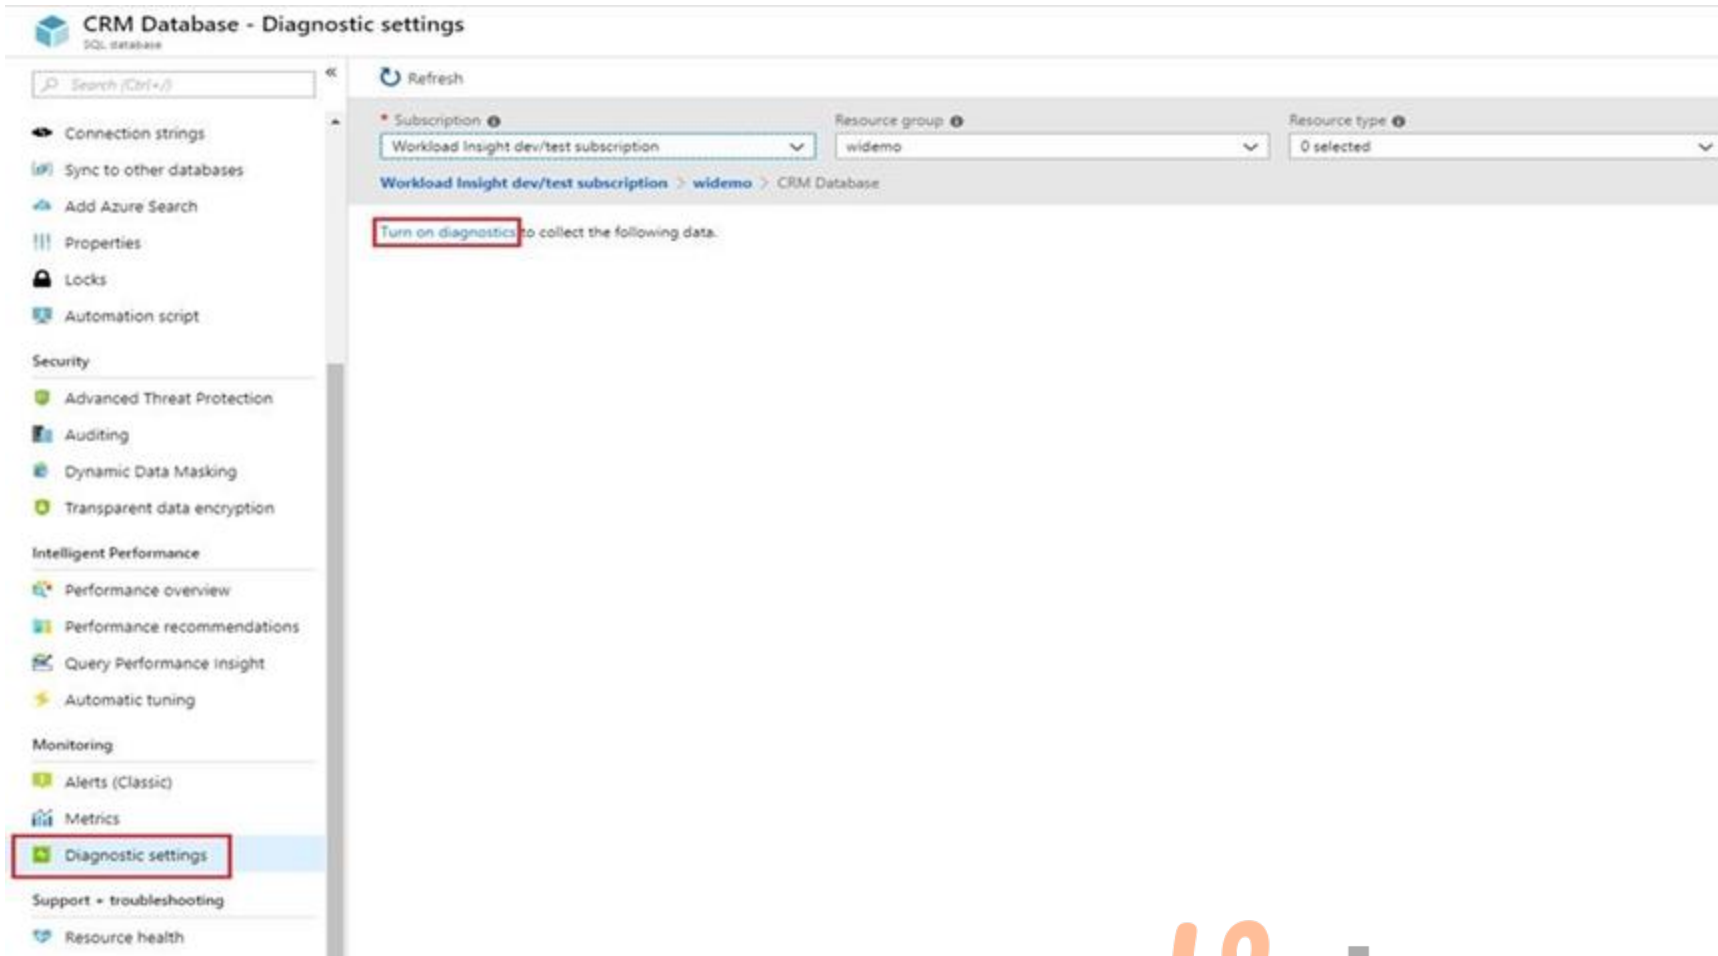 CRM Database - Diagnostic settings
SQL database
Search (Ctrl+/)
«
Refresh
* Subscription
Resource group
Resource type
Workload Insight dev/test subscription
widemo
0 selected
Workload Insight dev/test subscription > widemo > CRM Database
Turn on diagnostics to collect the following data.
Connection strings
Sync to other databases
Add Azure Search
Properties
Locks
Automation script
Security
Advanced Threat Protection
Auditing
Dynamic Data Masking
Transparent data encryption
Intelligent Performance
Performance overview
Performance recommendations
Query Performance Insight
Automatic tuning
Monitoring
Alerts (Classic)
Metrics
Diagnostic settings
Support + troubleshooting
Resource health